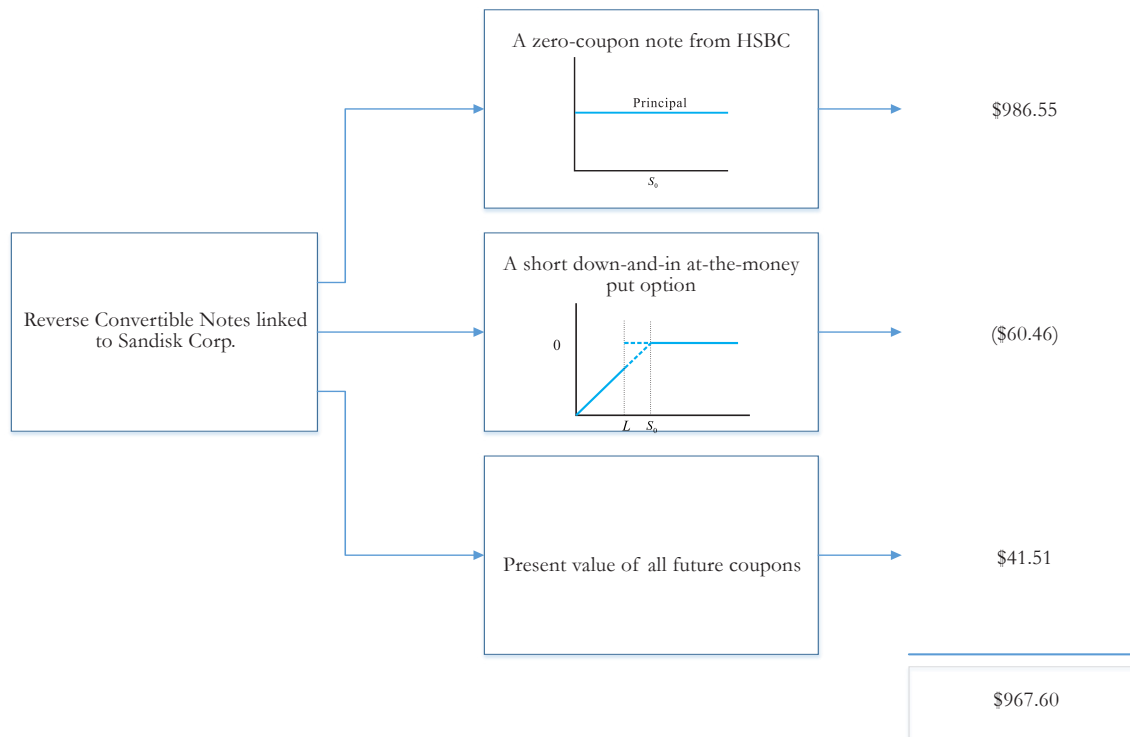 A zero-coupon note from HSBC
Principal
S₀
$986.55
Reverse Convertible Notes linked
to Sandisk Corp.
A short down-and-in at-the-money
put option
0
L S₀
($60.46)
Present value of all future coupons
$41.51
$967.60